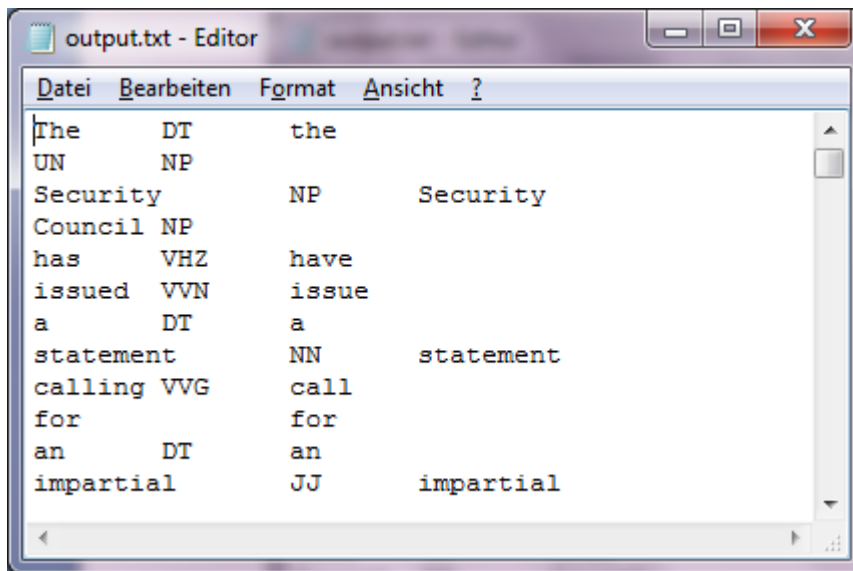 output.txt - Editor
Datei Bearbeiten Format Ansicht ?
The DT the
UN NP
Security NP Security
Council NP
has VHZ have
issued VVN issue
a DT a
statement NN statement
calling VVG call
for for
an DT an
impartial JJ impartial